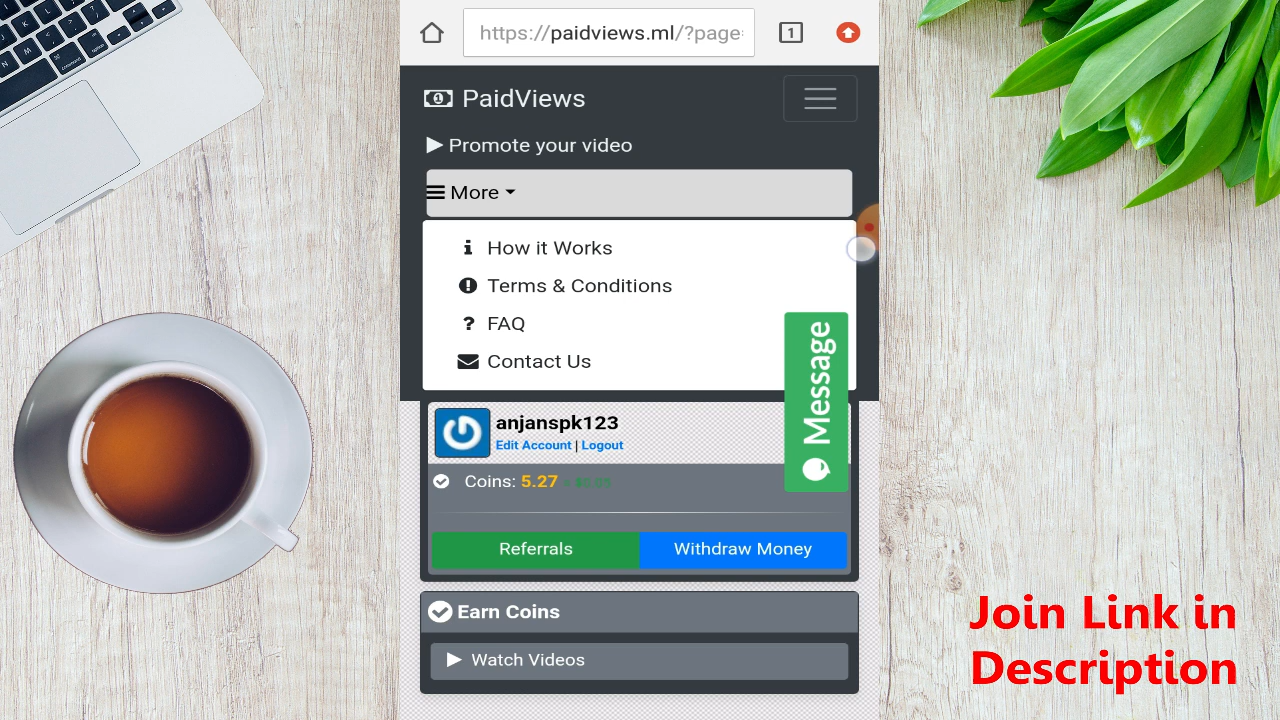 https://paidviews.ml/?page
1
PaidViews
Promote your video
More
How it Works
Terms & Conditions
FAQ
Contact Us
Message
anjanspk123
Edit Account | Logout
Coins: 5.27
Referrals
Withdraw Money
Earn Coins
Watch Videos
Join Link in
Description